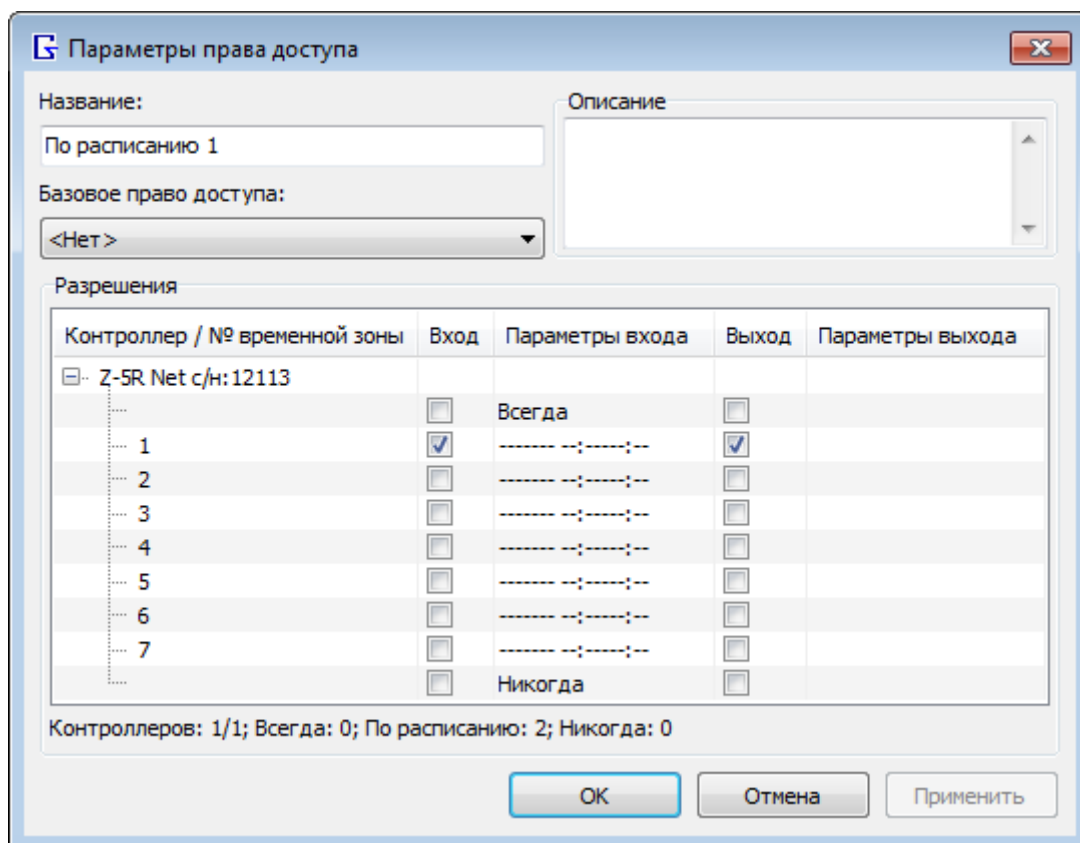 Параметры права доступа
Название:
Описание
По расписанию 1
Базовое право доступа:
<Нет>
Разрешения
Контроллер / № временной зоны Вход Параметры входа Выход Параметры выхода
Z-5R Net с/н:12113
Всегда
1 ------- --:-----:--
2 ------- --:-----:--
3 ------- --:-----:--
4 ------- --:-----:--
5 ------- --:-----:--
6 ------- --:-----:--
7 ------- --:-----:--
Никогда
Контроллеров: 1/1; Всегда: 0; По расписанию: 2; Никогда: 0
OK Отмена Применить